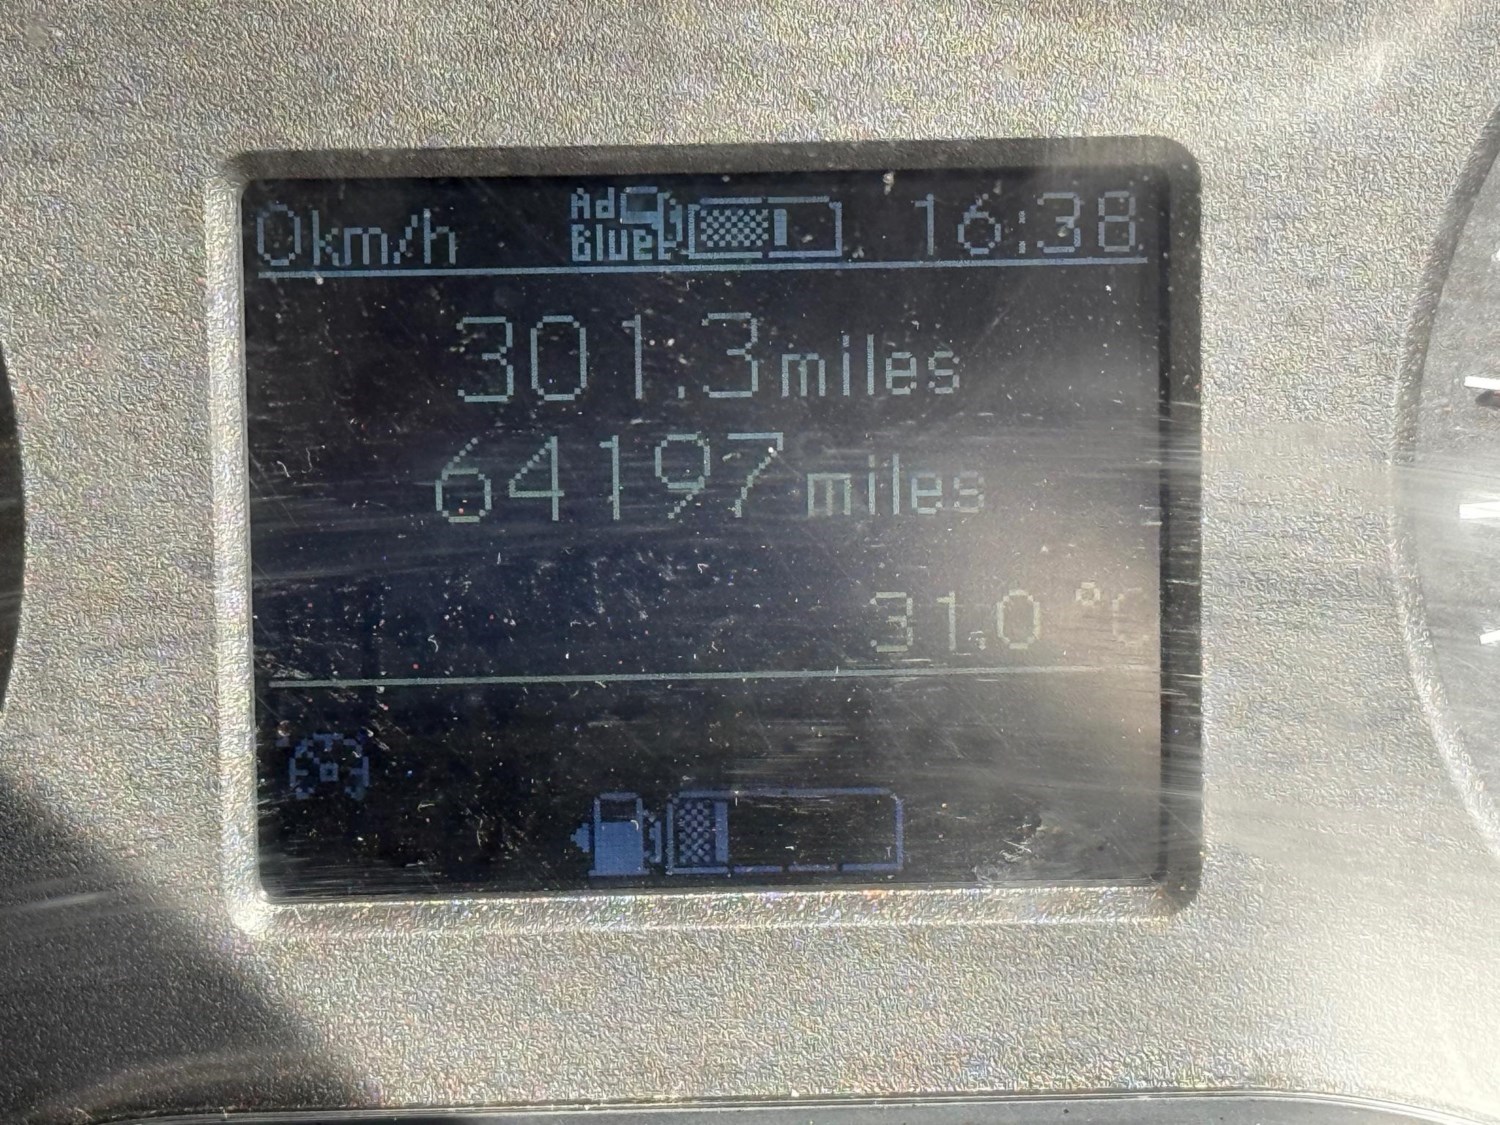 0km/h AdBlue 16:38
301.3miles
64197miles
31.0 °C